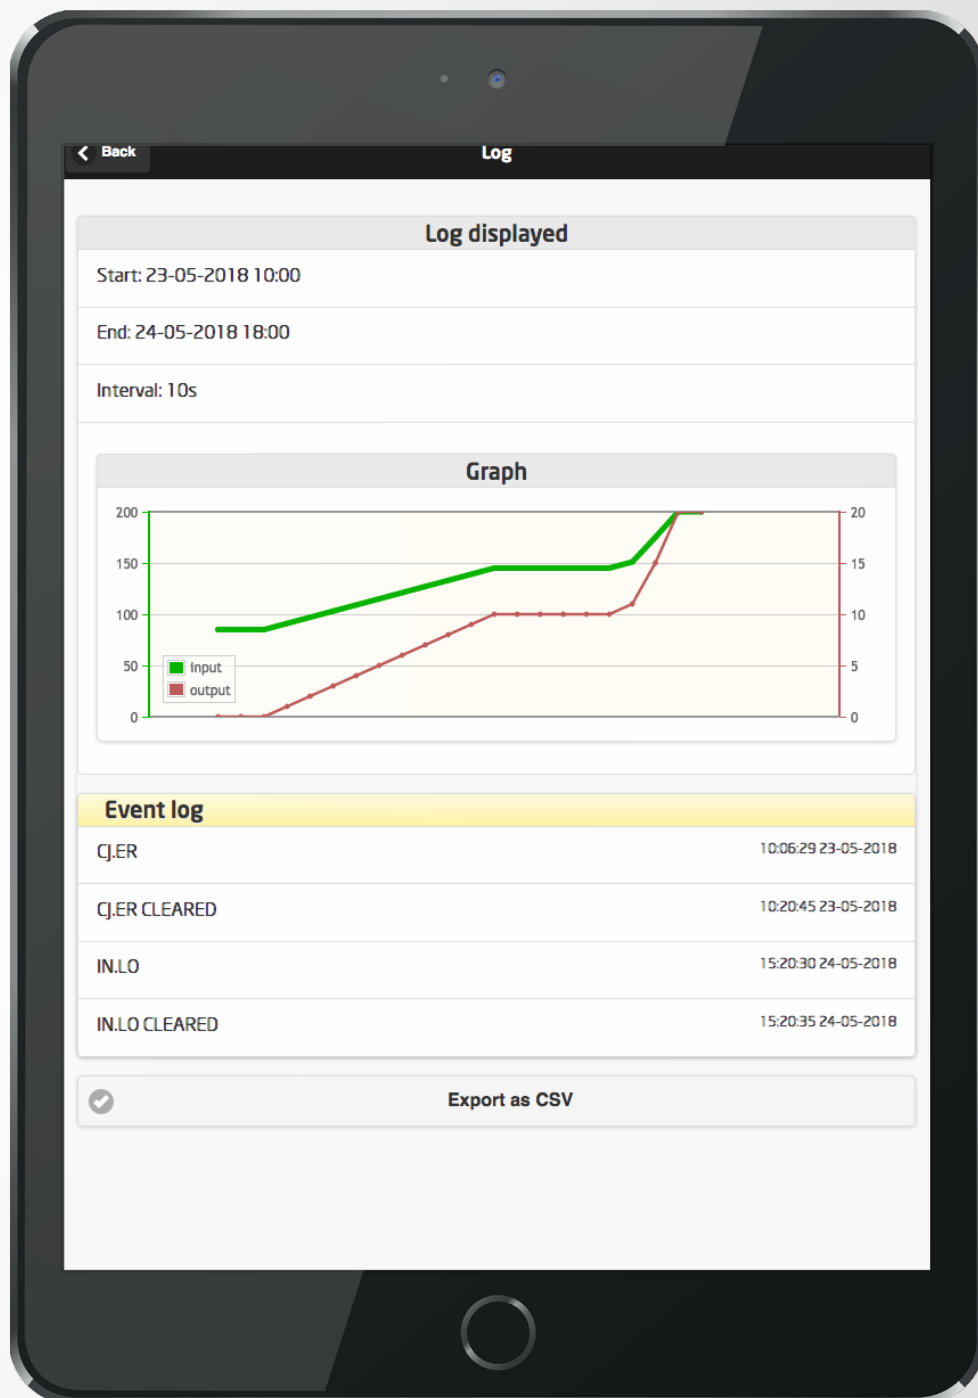 Back
Log
Log displayed
Start: 23-05-2018 10:00
End: 24-05-2018 18:00
Interval: 10s
Graph
200
20
150
15
100
10
50
5
input
output
0
0
Event log
CJ.ER
10:06:29 23-05-2018
CJ.ER CLEARED
10:20:45 23-05-2018
IN.LO
15:20:30 24-05-2018
IN.LO CLEARED
15:20:35 24-05-2018
Export as CSV